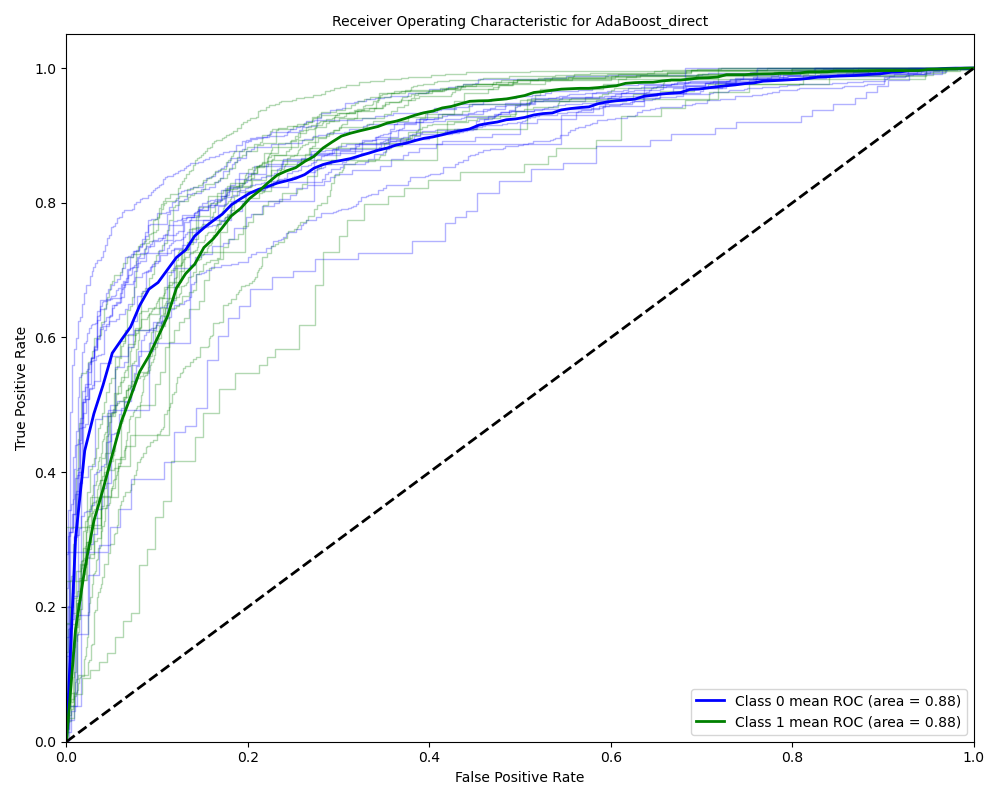 Receiver Operating Characteristic for AdaBoost_direct
1.0
0.8
0.6
0.4
0.2
0.0
True Positive Rate
Class 0 mean ROC (area = 0.88)
Class 1 mean ROC (area = 0.88)
0.0 0.2 0.4 0.6 0.8 1.0
False Positive Rate